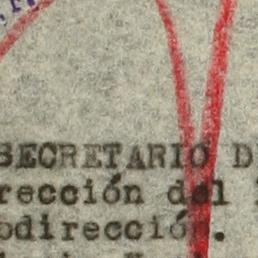 SECRETARIO D
rección del
odirección.